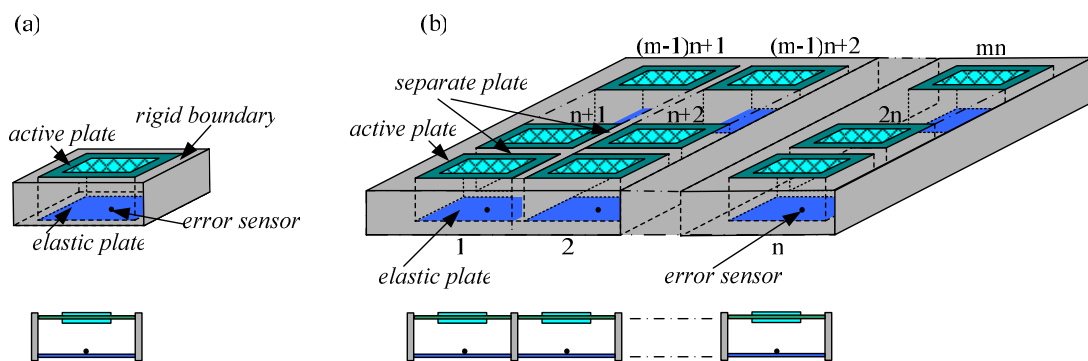 (a)
active plate
rigid boundary
error sensor
elastic plate
(b)
(m-1)n+1
(m-1)n+2
mn
separate plate
active plate
n+1
n+2
2n
1
2
n
elastic plate
error sensor